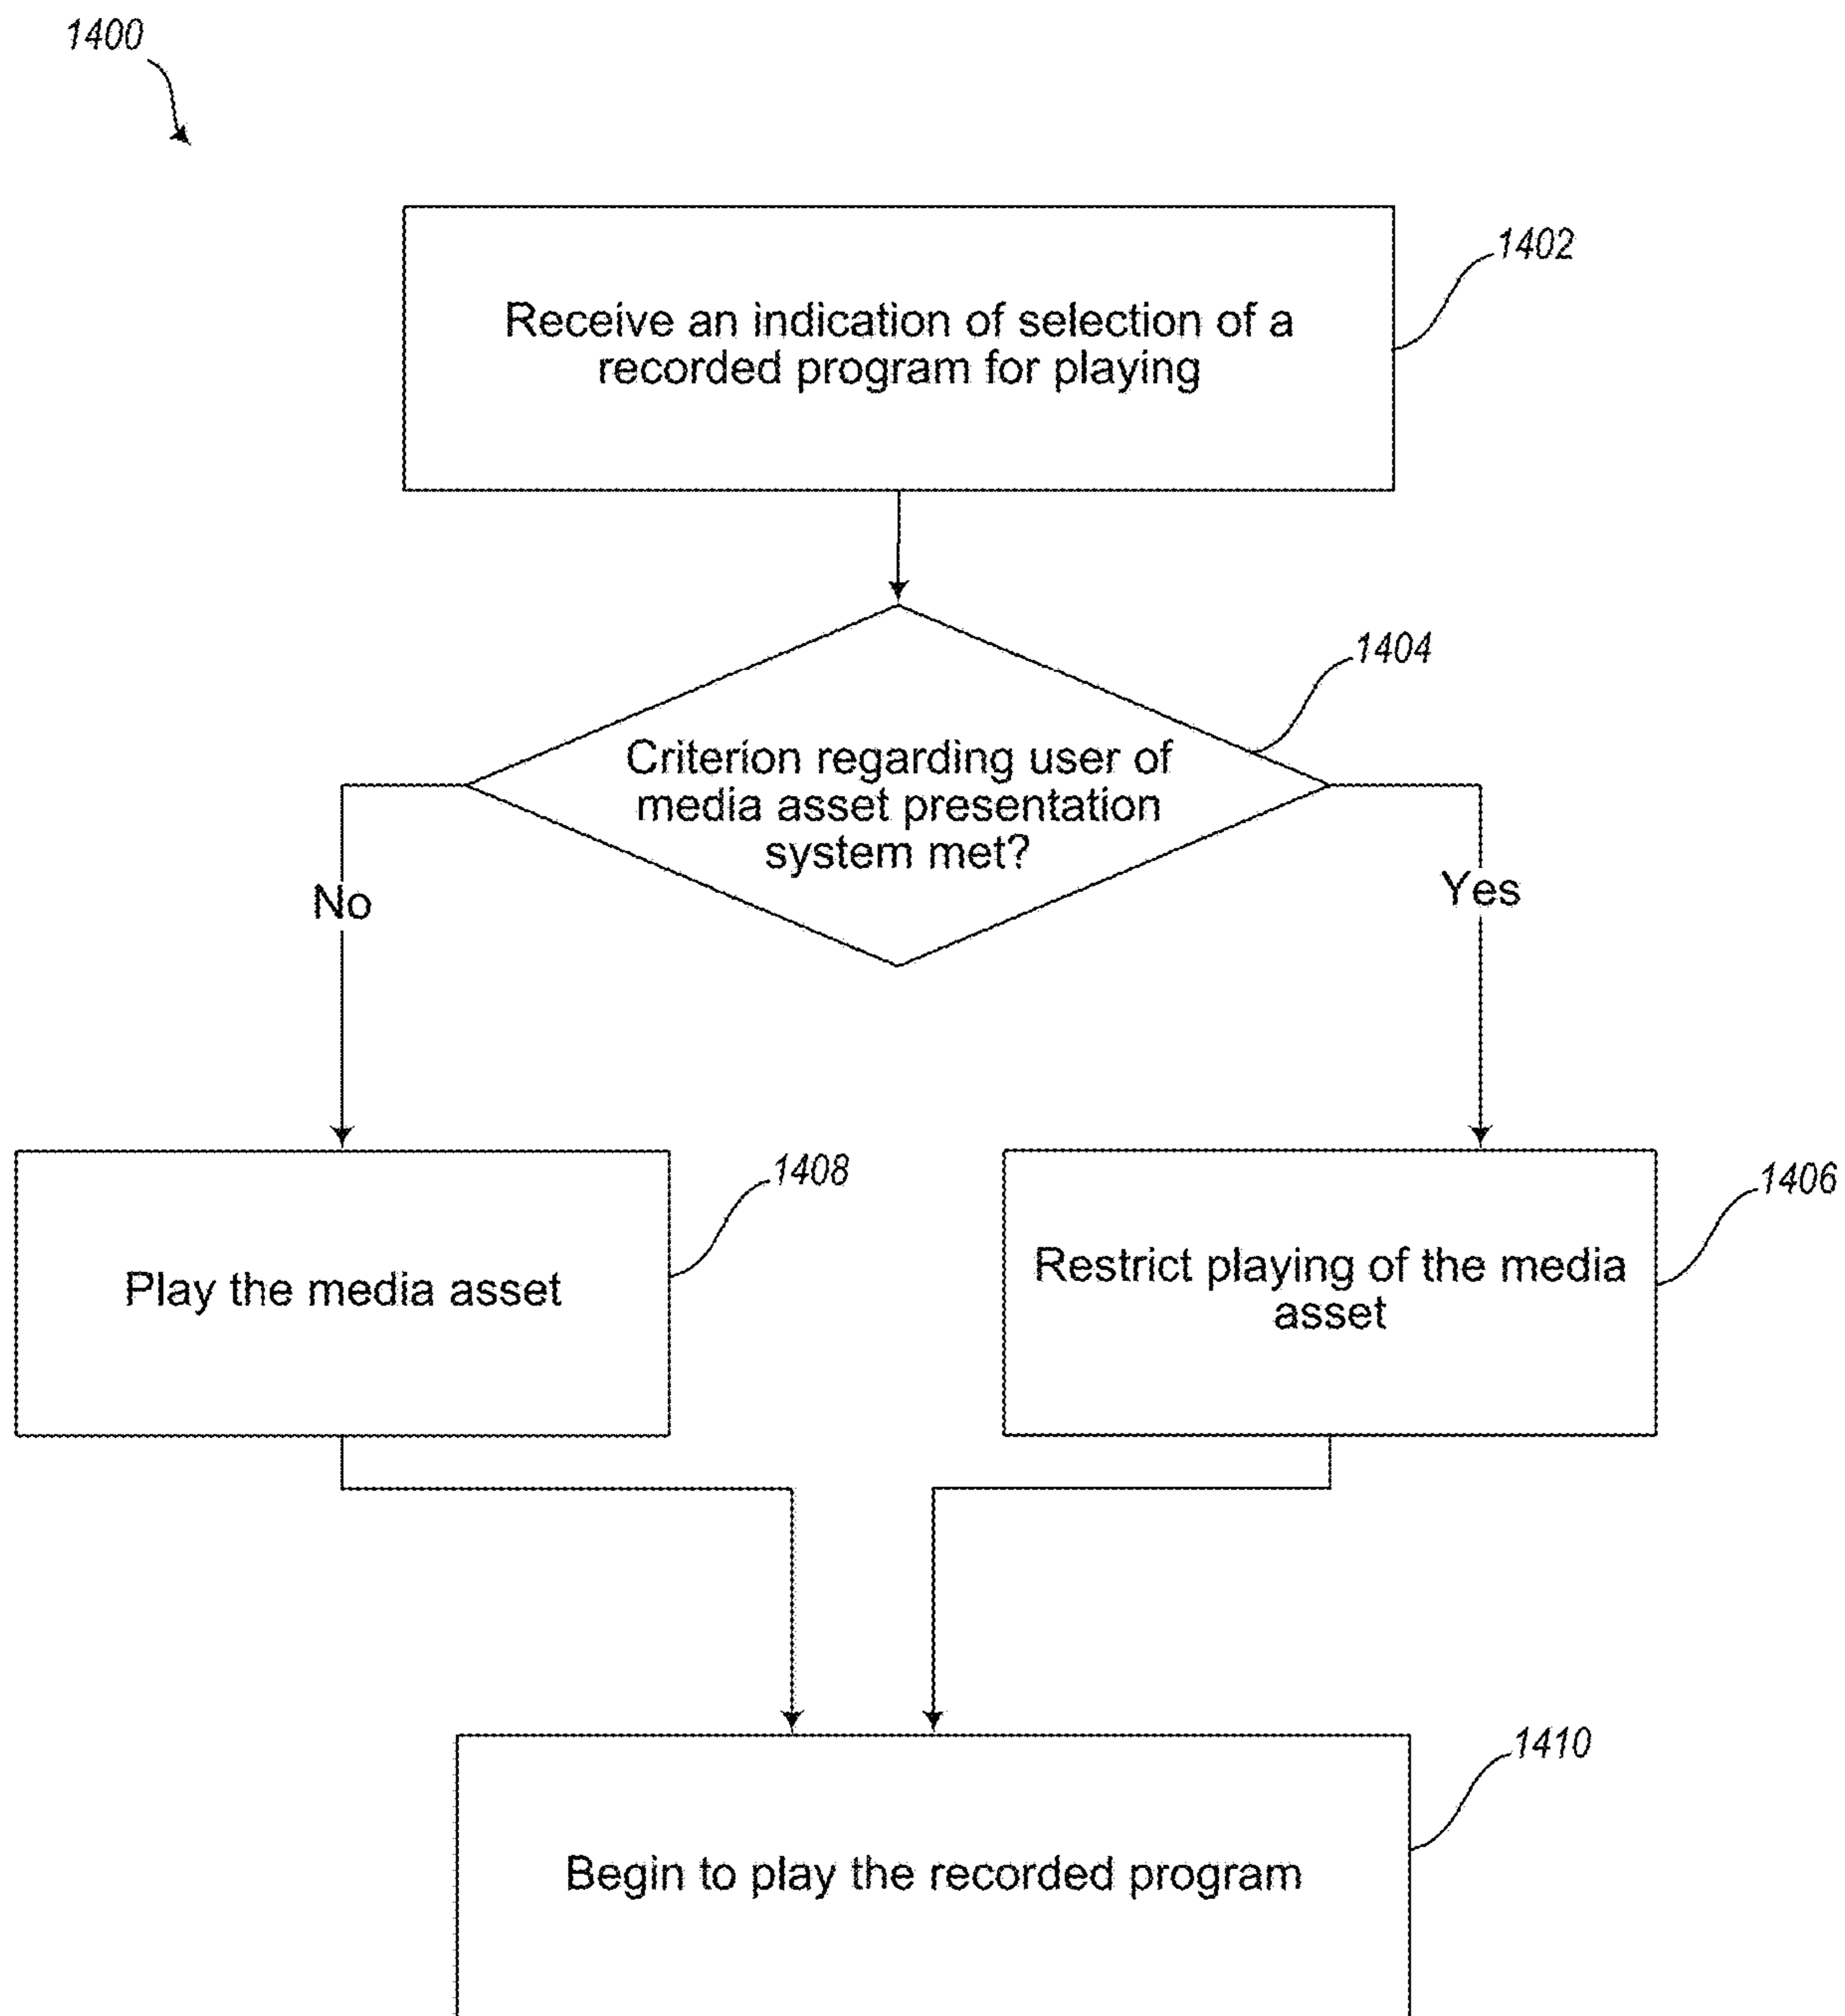 1400
1402
Receive an indication of selection of a
recorded program for playing
1404
Criterion regarding user of
media asset presentation
system met?
No
Yes
1408
1406
Play the media asset
Restrict playing of the media
asset
1410
Begin to play the recorded program